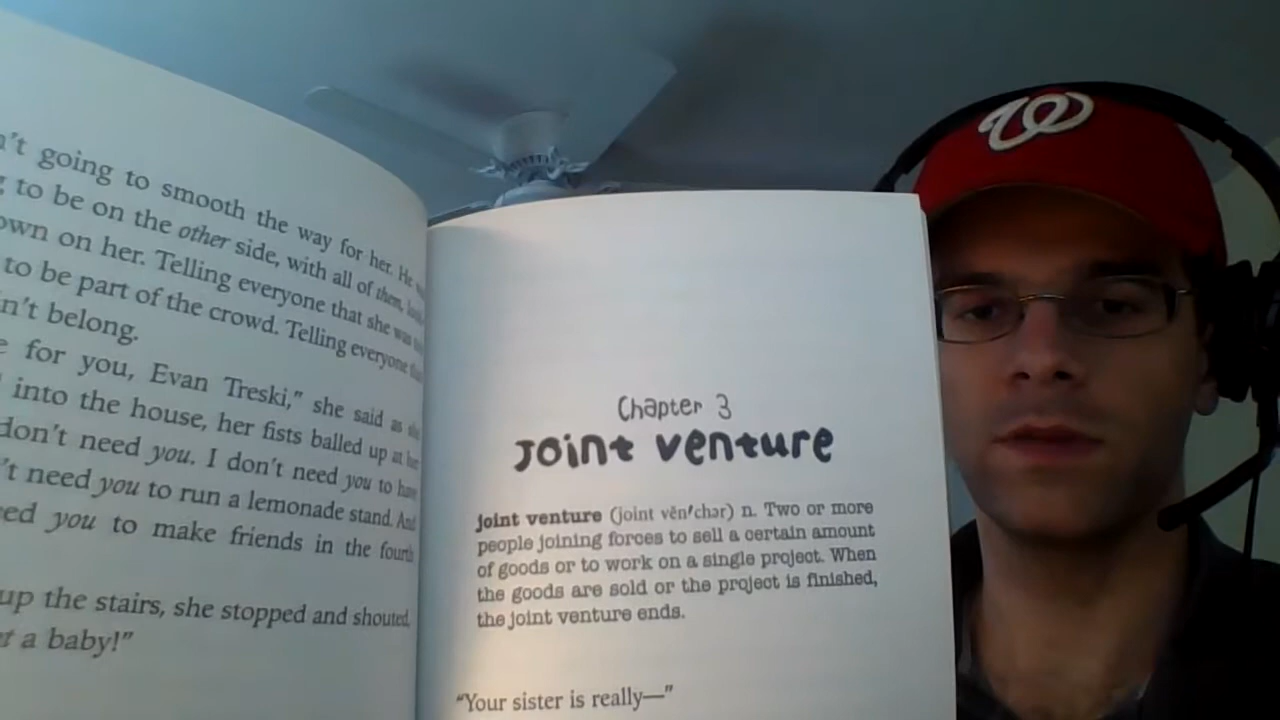 W
n't going to smooth the way for her. He
to be on the other side, with all of them,
own on her. Telling everyone that she was
to be part of the crowd. Telling everyone
n't belong.
for you, Evan Treski," she said as
into the house, her fists balled up at her
don't need you. I don't need you to have
't need you to run a lemonade stand. And
eed you to make friends in the fourth
up the stairs, she stopped and shouted,
a baby!"
Chapter 3
Joint Venture
joint venture (joint vĕn′chər) n. Two or more
people joining forces to sell a certain amount
of goods or to work on a single project. When
the goods are sold or the project is finished,
the joint venture ends.
"Your sister is really—"